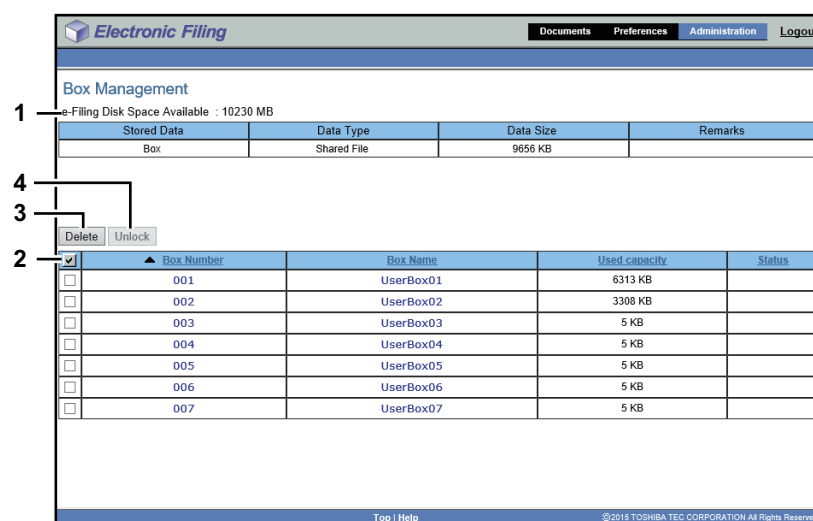 Electronic Filing
Documents Preferences Administration Logou
Box Management
1
e-Filing Disk Space Available : 10230 MB
Stored Data Data Type Data Size Remarks
Box Shared File 9656 KB
4
3
Delete Unlock
2
Box Number Box Name Used capacity Status
001 UserBox01 6313 KB
002 UserBox02 3308 KB
003 UserBox03 5 KB
004 UserBox04 5 KB
005 UserBox05 5 KB
006 UserBox06 5 KB
007 UserBox07 5 KB
Top | Help ©2015 TOSHIBA TEC CORPORATION All Rights Reserve